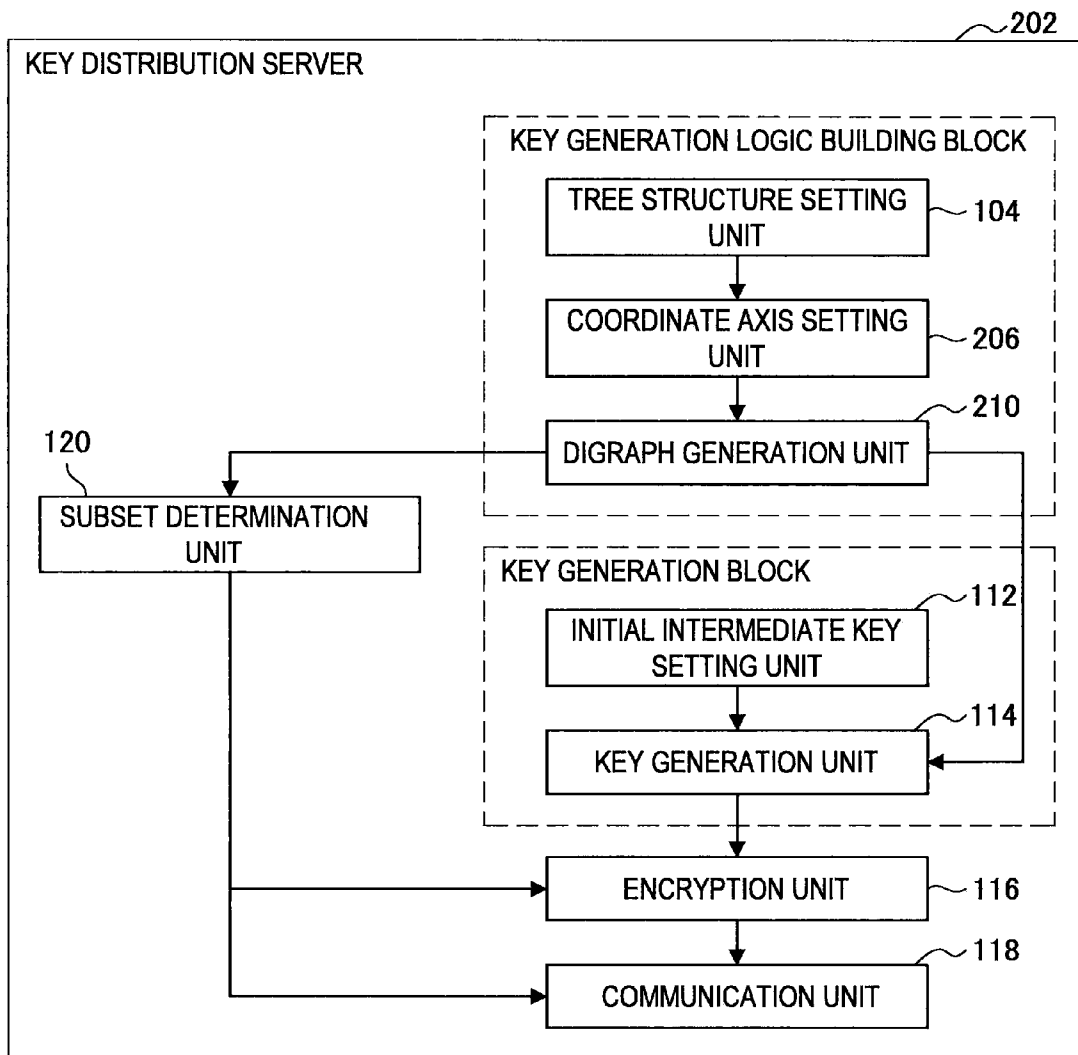 202
KEY DISTRIBUTION SERVER
KEY GENERATION LOGIC BUILDING BLOCK
TREE STRUCTURE SETTING
UNIT
104
COORDINATE AXIS SETTING
UNIT
206
210
DIGRAPH GENERATION UNIT
120
SUBSET DETERMINATION
UNIT
KEY GENERATION BLOCK
112
INITIAL INTERMEDIATE KEY
SETTING UNIT
114
KEY GENERATION UNIT
ENCRYPTION UNIT
116
118
COMMUNICATION UNIT